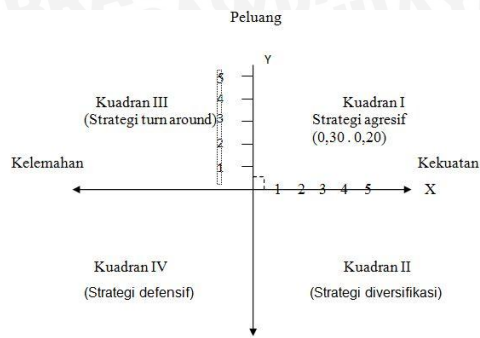 Peluang
Y
5
4
3
2
1
Kuadran III
(Strategi turn around)
Kuadran I
Strategi agresif
(0,30 . 0,20)
Kelemahan
Kekuatan
1 2 3 4 5 X
Kuadran IV
(Strategi defensif)
Kuadran II
(Strategi diversifikasi)